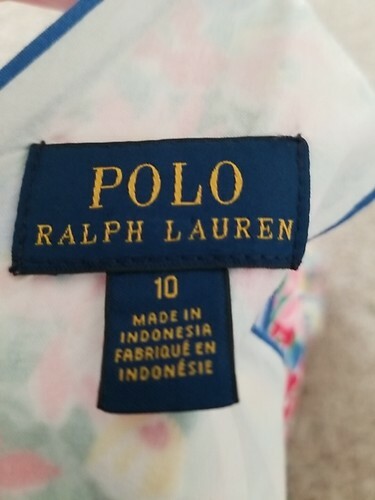 POLO
RALPH LAUREN
10
MADE IN
INDONESIA
FABRIQUÉ EN
INDONÉSIE